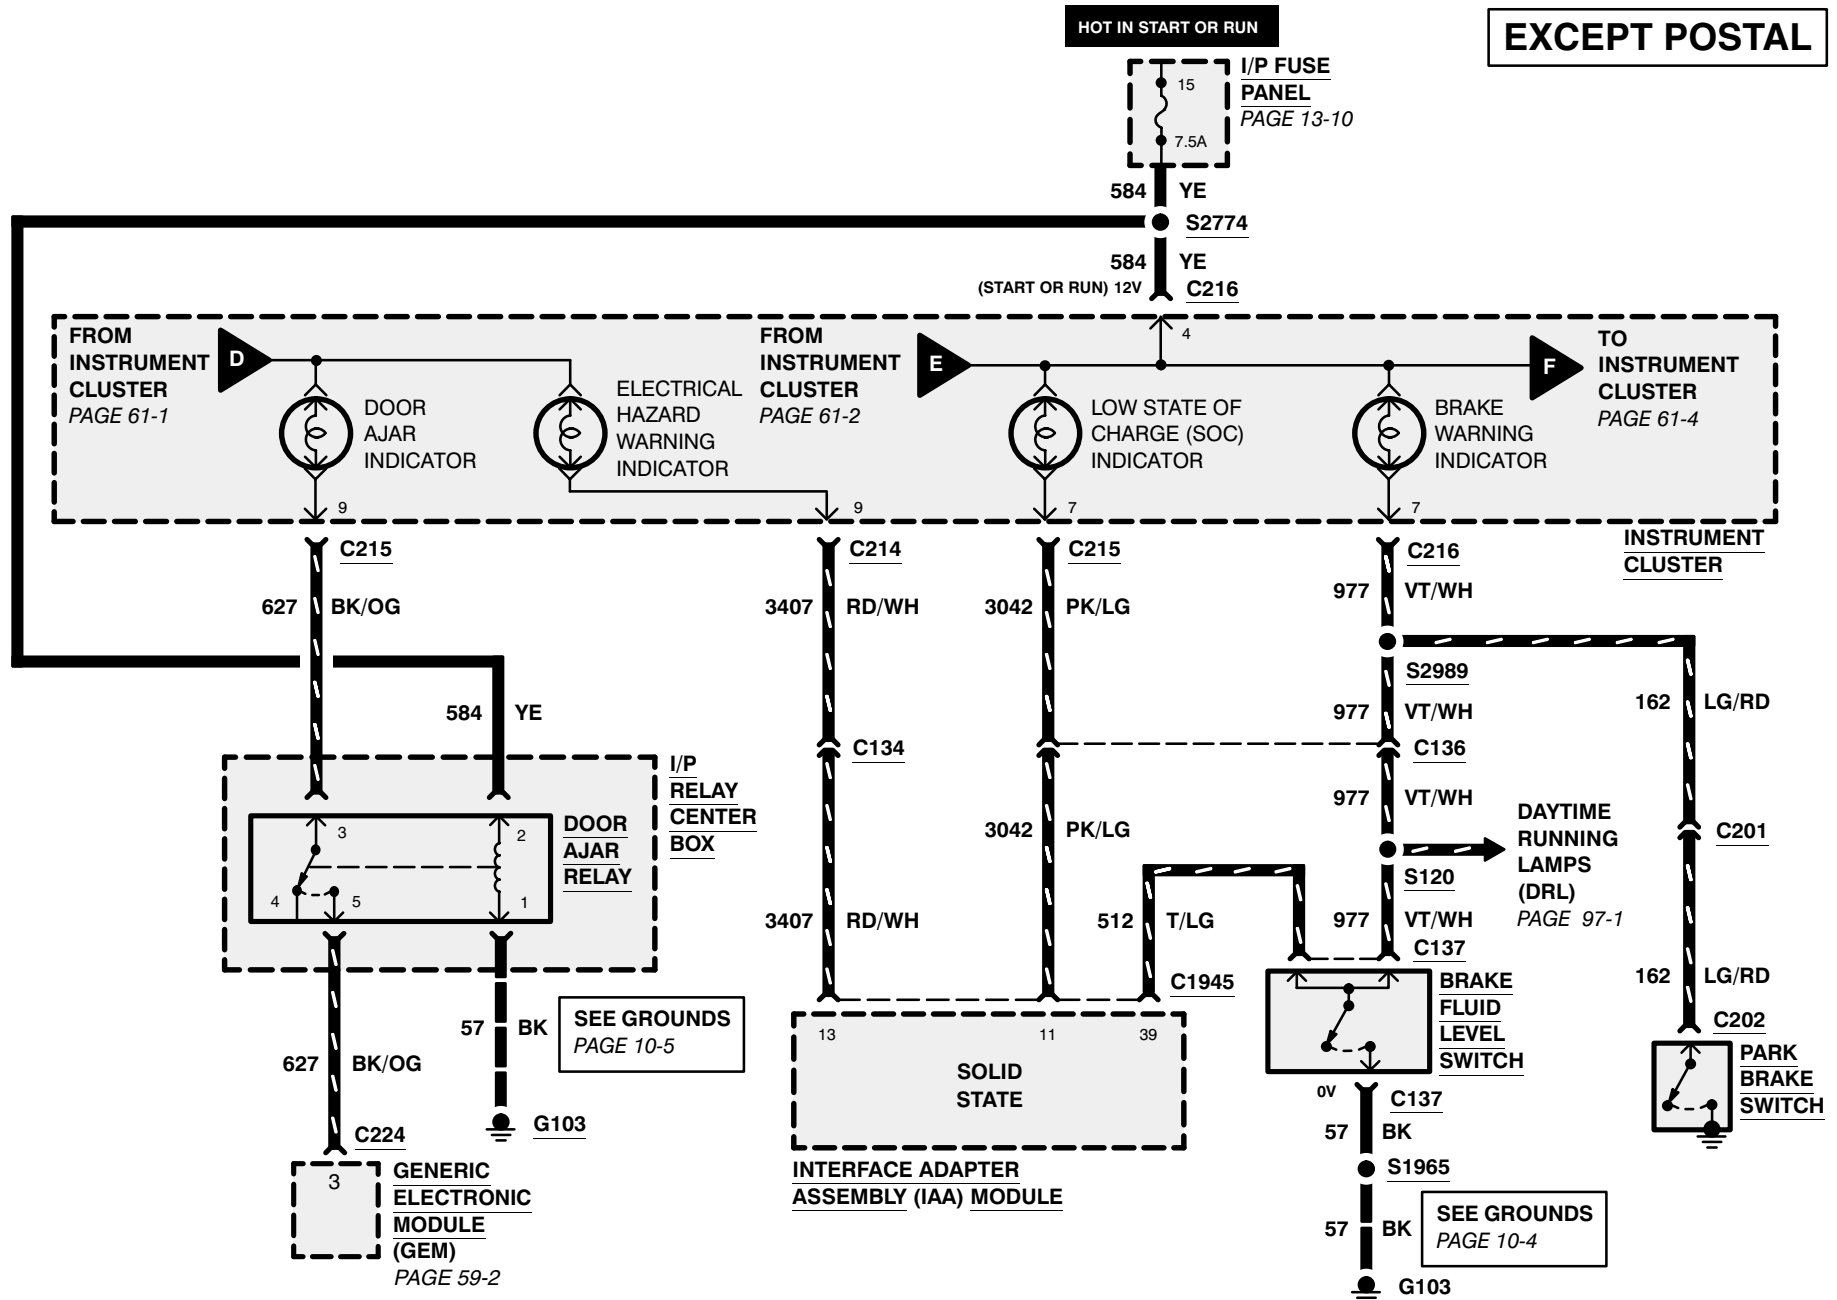 HOT IN START OR RUN
EXCEPT POSTAL
I/P FUSE
PANEL
PAGE 13-10
15
7.5A
584 YE
S2774
584 YE
(START OR RUN) 12V
C216
FROM
INSTRUMENT
CLUSTER
PAGE 61-1
D
DOOR
AJAR
INDICATOR
ELECTRICAL
HAZARD
WARNING
INDICATOR
FROM
INSTRUMENT
CLUSTER
PAGE 61-2
E
4
LOW STATE OF
CHARGE (SOC)
INDICATOR
BRAKE
WARNING
INDICATOR
F
TO
INSTRUMENT
CLUSTER
PAGE 61-4
9
9
7
7
INSTRUMENT
CLUSTER
C215
C214
C215
C216
627 BK/OG
3407 RD/WH
3042 PK/LG
977 VT/WH
S2989
584 YE
977 VT/WH
162 LG/RD
C134
C136
I/P
RELAY
CENTER
BOX
977 VT/WH
DOOR
AJAR
RELAY
3
2
4
5
1
3042 PK/LG
DAYTIME
RUNNING
LAMPS
(DRL)
PAGE 97-1
C201
S120
3407 RD/WH
512 T/LG
977 VT/WH
C137
C1945
162 LG/RD
BRAKE
FLUID
LEVEL
SWITCH
C202
PARK
BRAKE
SWITCH
57 BK
SEE GROUNDS
PAGE 10-5
13
11
39
SOLID
STATE
627 BK/OG
0V
C137
G103
C224
57 BK
S1965
INTERFACE ADAPTER
ASSEMBLY (IAA) MODULE
3
GENERIC
ELECTRONIC
MODULE
(GEM)
PAGE 59-2
57 BK
SEE GROUNDS
PAGE 10-4
G103